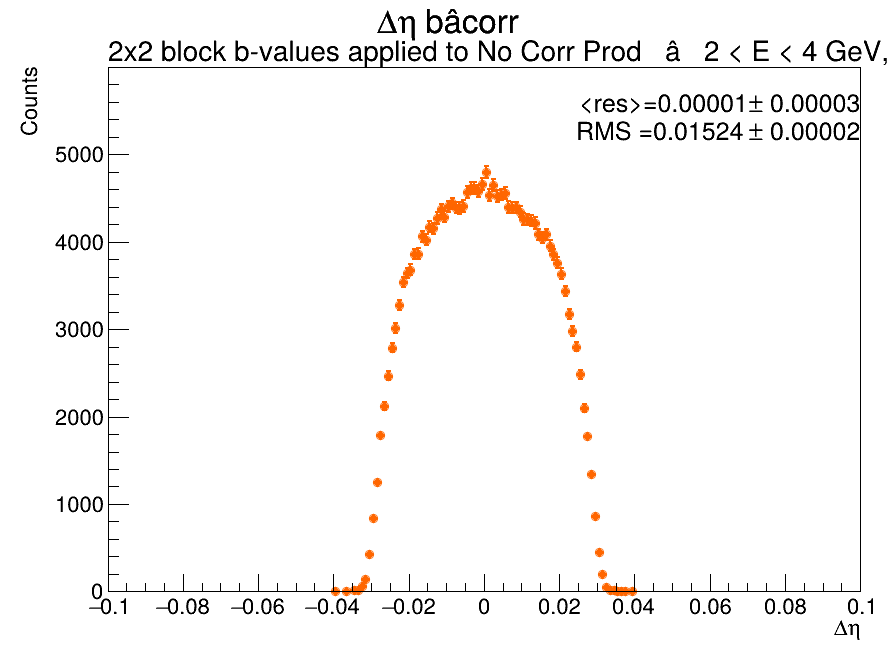 Δη bâcorr
2x2 block b-values applied to No Corr Prod â 2 < E < 4 GeV,
Counts
<res>=0.00001± 0.00003
RMS =0.01524± 0.00002
5000
4000
3000
2000
1000
0
−0.1 −0.08 −0.06 −0.04 −0.02 0 0.02 0.04 0.06 0.08 0.1
Δη